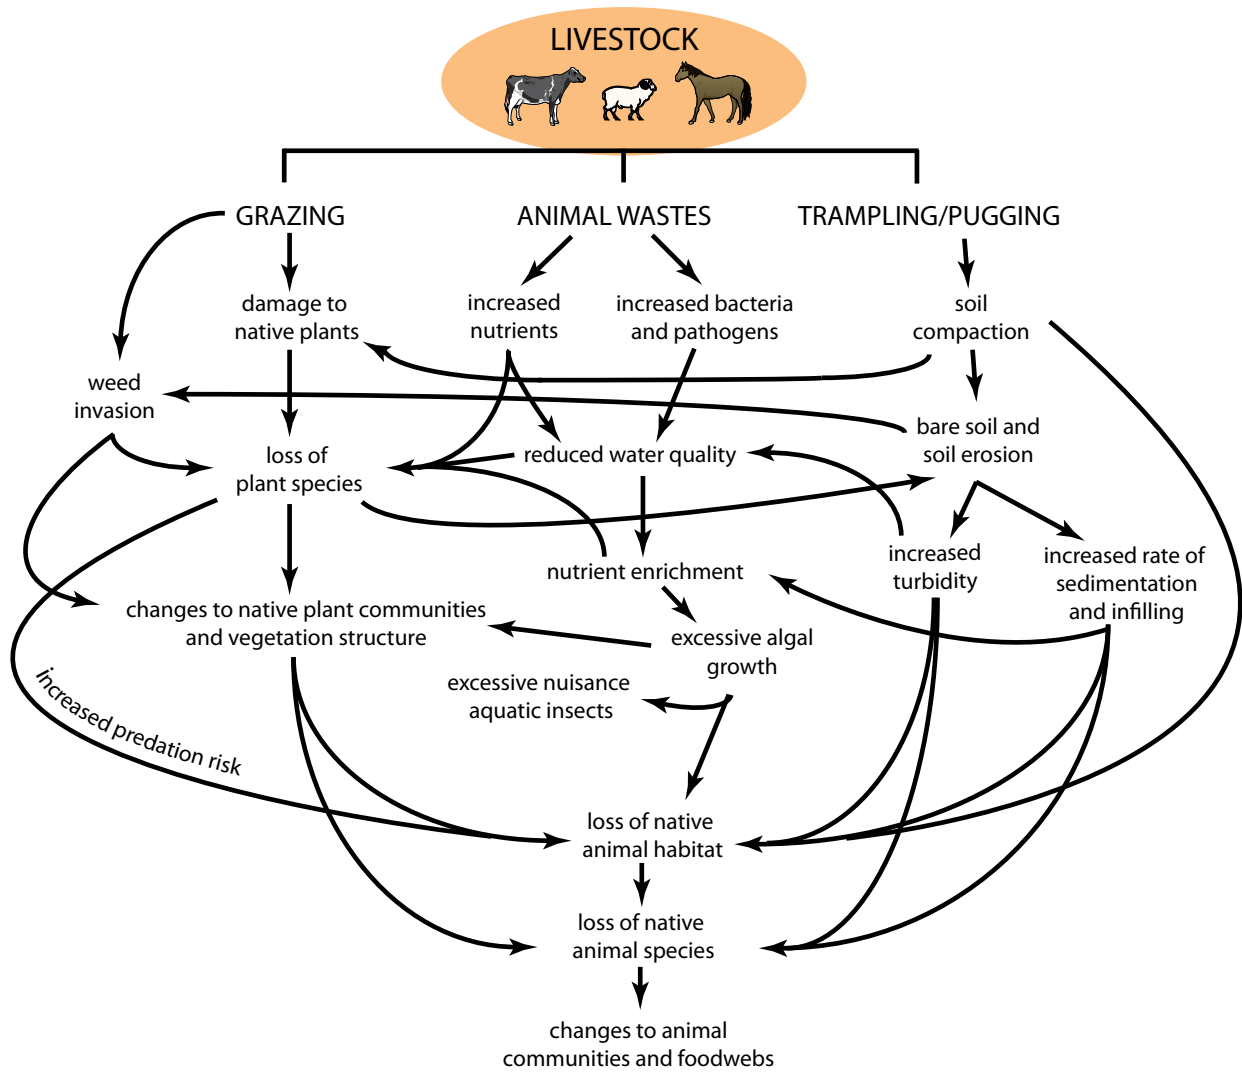 LIVESTOCK
GRAZING
ANIMAL WASTES
TRAMPLING/PUGGING
damage to
native plants
increased
nutrients
increased bacteria
and pathogens
soil
compaction
weed
invasion
loss of
plant species
reduced water quality
bare soil and
soil erosion
nutrient enrichment
increased
turbidity
increased rate of
sedimentation
and infilling
changes to native plant communities
and vegetation structure
excessive algal
growth
excessive nuisance
aquatic insects
increased predation risk
loss of native
animal habitat
loss of native
animal species
changes to animal
communities and foodwebs